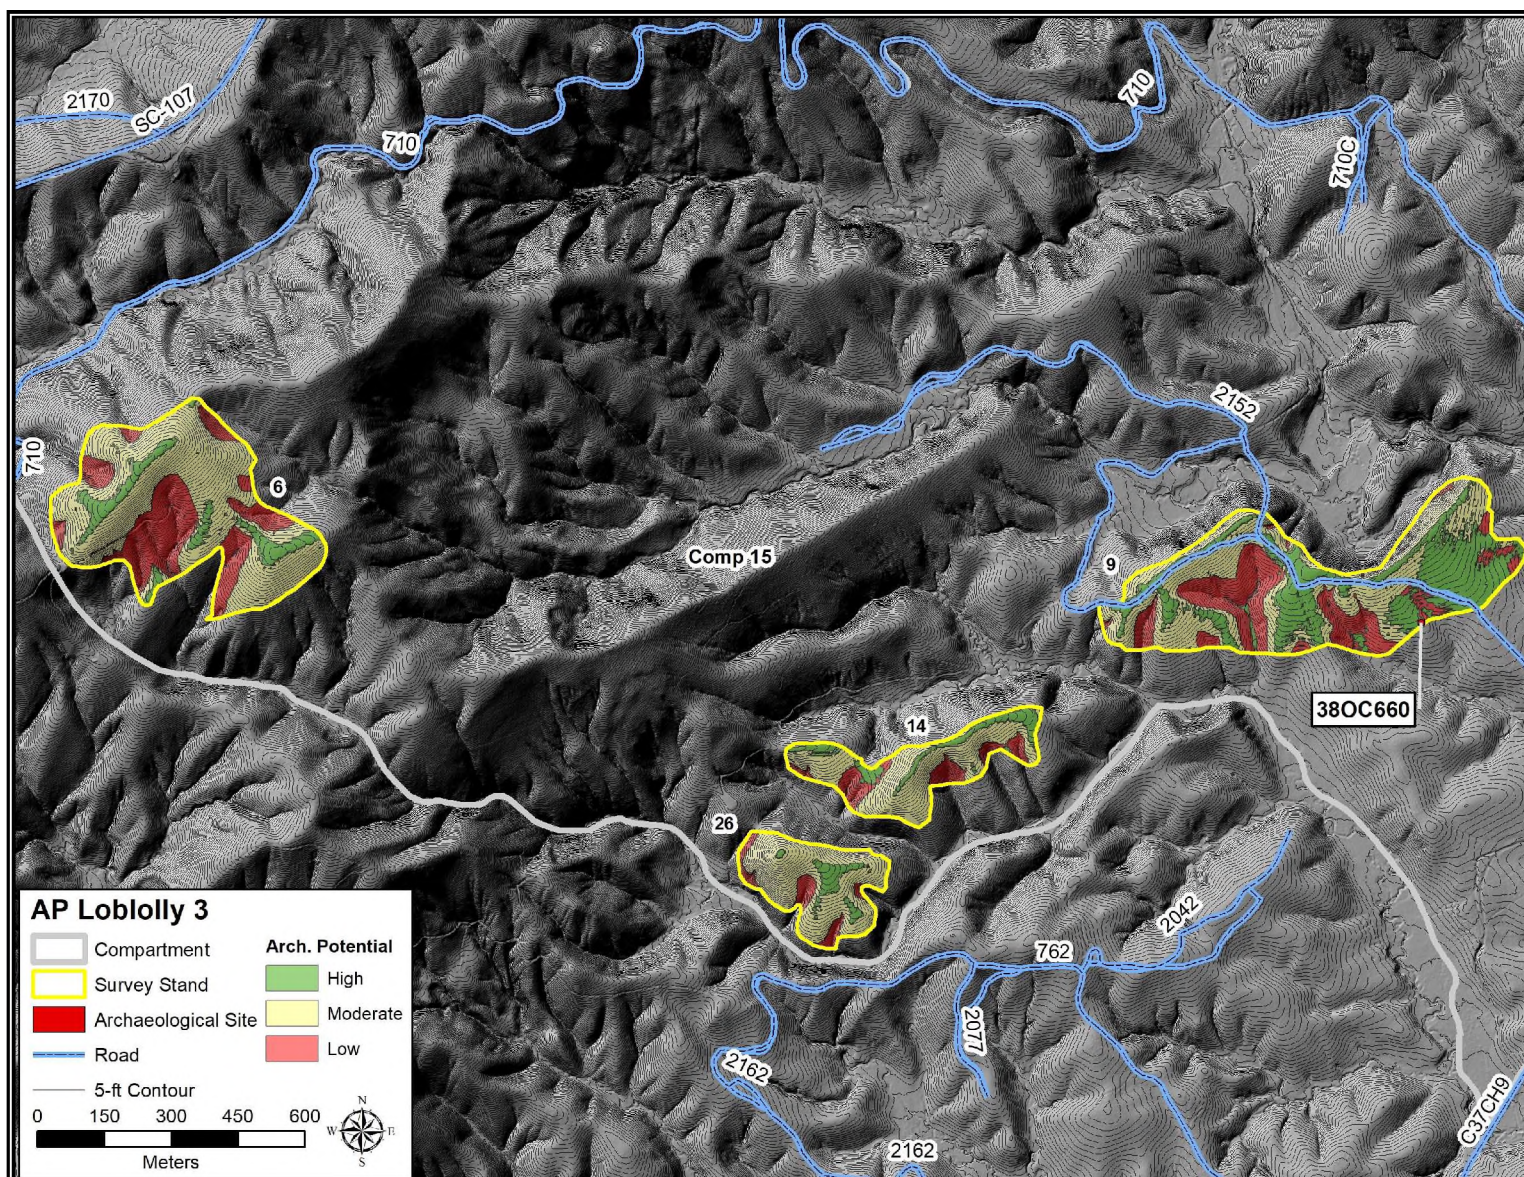 2170
SC-107
710
710
710C
710
2152
6
Comp 15
9
38OC660
14
26
2042
762
2077
2162
2162
C37CH9
AP Loblolly 3
Compartment
Survey Stand
Archaeological Site
Road
5-ft Contour
Arch. Potential
High
Moderate
Low
0 150 300 450 600
Meters
N
W E
S